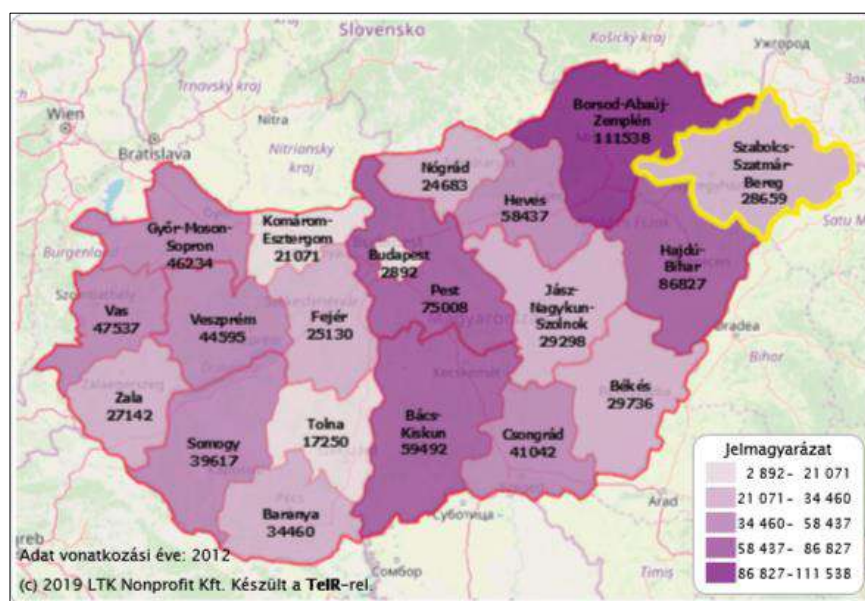 Slovensko
Košický kraj
Ужгород
Trnavský kraj
Wien
Nitra
Nitriansky kraj
Bratislava
Borsod-Abaúj-
Zemplén
111538
Szabolcs-
Szatmár-
Bereg
28659
Nógrád
24683
Heves
58437
Győr-Moson-
Sopron
46234
Komárom-
Esztergom
21071
Budapest
2892
Satu M
Burgenland
Hajdú-
Bihar
86827
Pest
75008
Jász-
Nagykun-
Szolnok
29298
Vas
47537
Veszprém
44595
Fejér
25130
Oradea
Bihor
Zala
27142
Békés
29736
Tolna
17250
Bács-
Kiskun
59492
Somogy
39617
Csongrád
41042
Baranya
34460
Arad
Суботица
Сомбор
Timiș
greb
Jelmagyarázat
2 892- 21 071
21 071- 34 460
34 460- 58 437
58 437- 86 827
86 827-111 538
Adat vonatkozási éve: 2012
(c) 2019 LTK Nonprofit Kft. Készült a TeIR-rel.